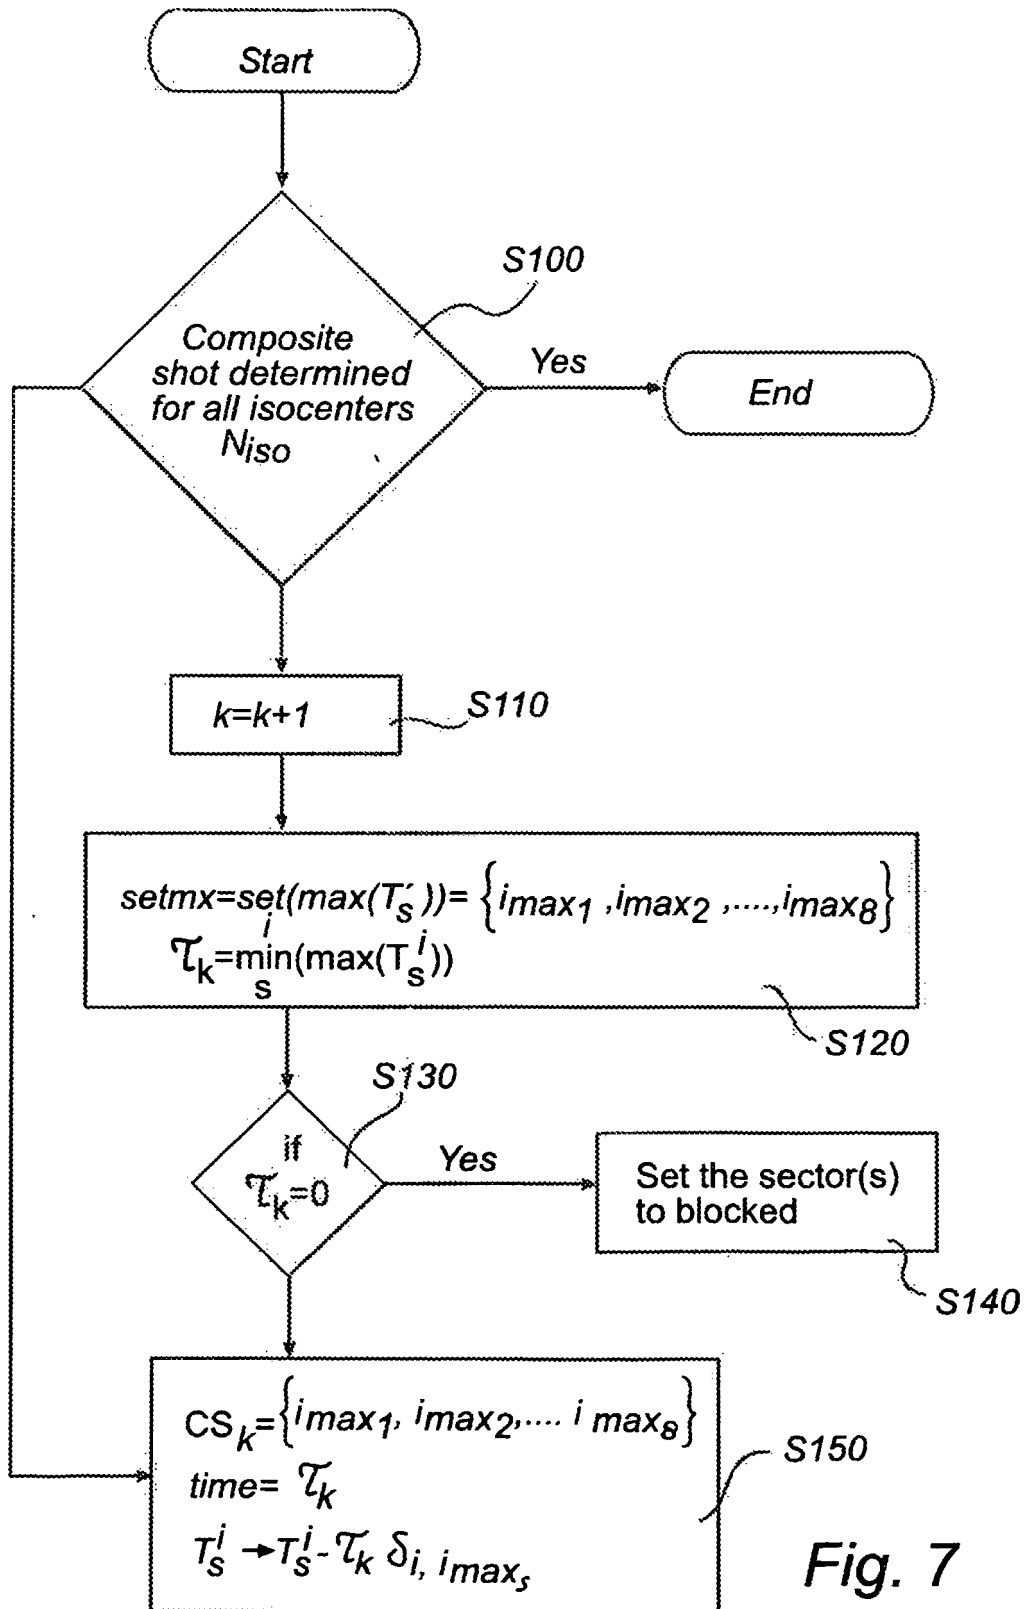 Start
S100
Composite
shot determined
for all isocenters
Niso
Yes
End
k=k+1
S110
setmx=set(max(T´s))= {imax1 ,imax2 ,....,imax8}
i
τk=min(max(Tsi))
s
S120
S130
if
τk=0
Yes
Set the sector(s)
to blocked
S140
CSk={imax1, imax2,.... i max8}
time= τk
S150
Tsi→Tsi- τk δi, imaxs
Fig. 7